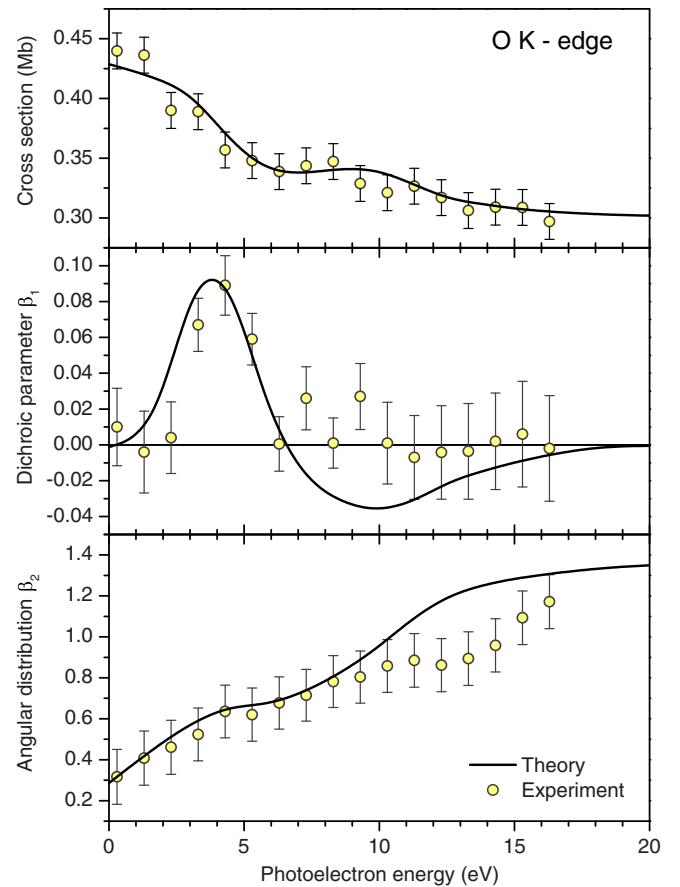 O K - edge
Cross section (Mb)
0.45
0.40
0.35
0.30
Dichroic parameter β₁
0.10
0.08
0.06
0.04
0.02
0.00
-0.02
-0.04
Angular distribution β₂
1.4
1.2
1.0
0.8
0.6
0.4
0.2
Theory
Experiment
0 5 10 15 20
Photoelectron energy (eV)